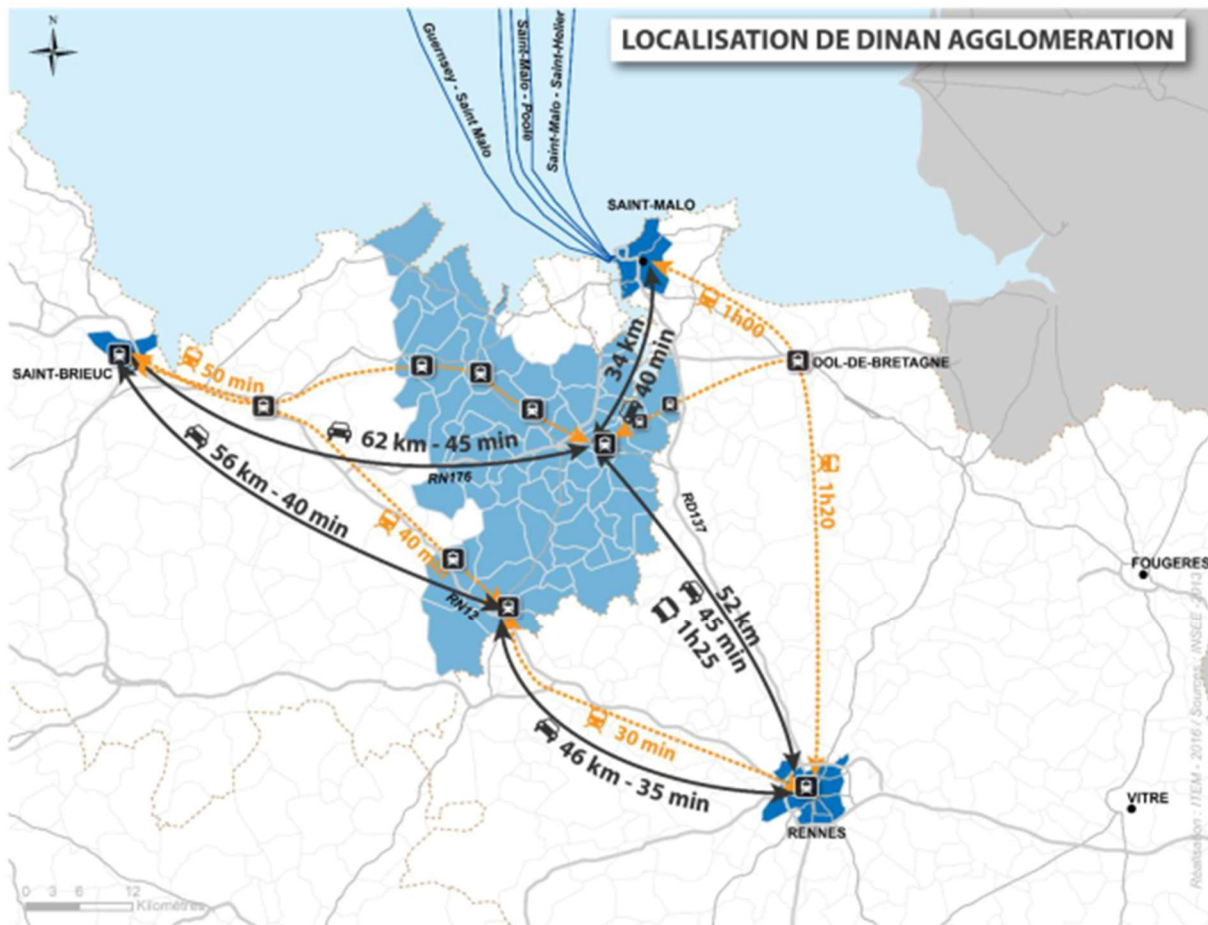 N
LOCALISATION DE DINAN AGGLOMERATION
Guernsey - Saint Malo
Saint-Malo - Poole
Saint-Malo - Saint-Helier
SAINT-MALO
1h00
34 km
40 min
DOL-DE-BRETAGNE
SAINT-BRIEUC
50 min
62 km - 45 min
RN176
56 km - 40 min
40 min
RN12
RD137
1h20
52 km
45 min
1h25
FOUGERES
30 min
46 km - 35 min
RENNES
VITRE
0 3 6 12
Kilomètres
Réalisation : ITEM - 2016 / Sources : INSEE - 2013